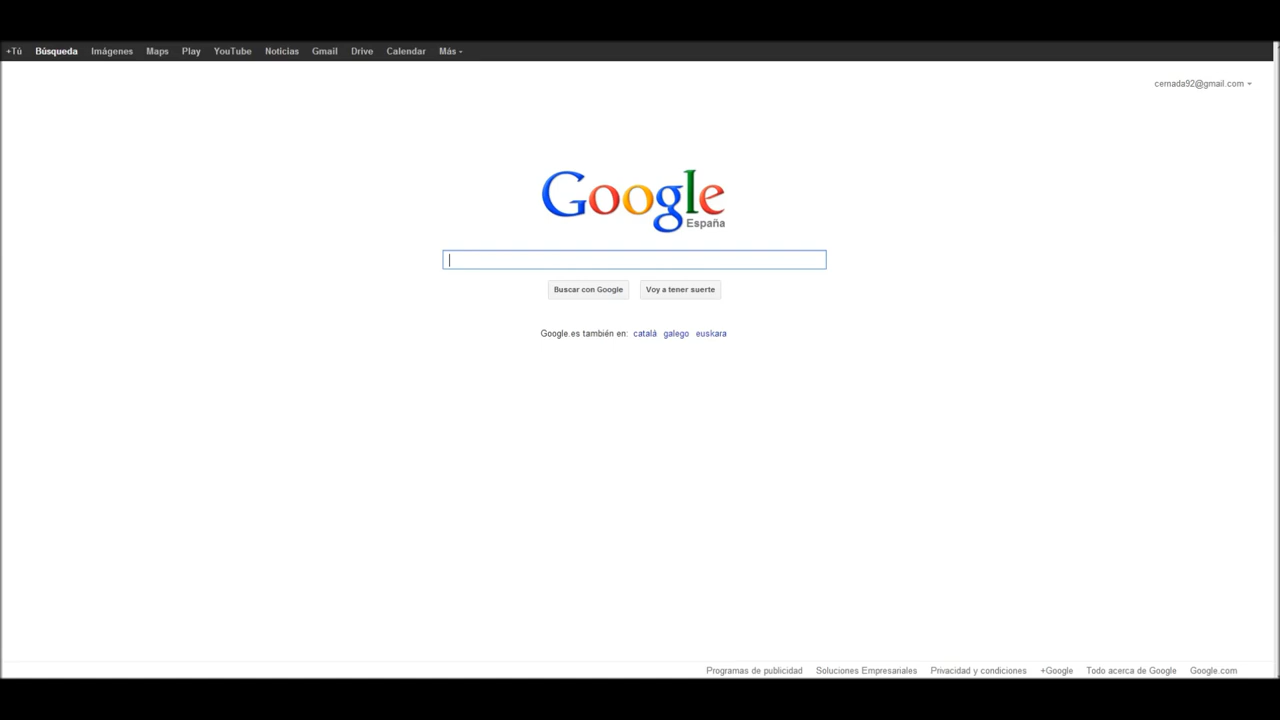 +Tú Búsqueda Imágenes Maps Play YouTube Noticias Gmail Drive Calendar Más
cernada92@gmail.com
Google
España
Buscar con Google Voy a tener suerte
Google.es también en: català galego euskara
Programas de publicidad Soluciones Empresariales Privacidad y condiciones +Google Todo acerca de Google Google.com